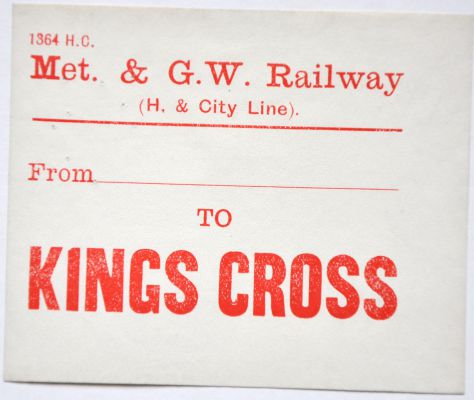 1364 H.C.
Met. & G.W. Railway
(H. & City Line).
From
TO
KINGS CROSS